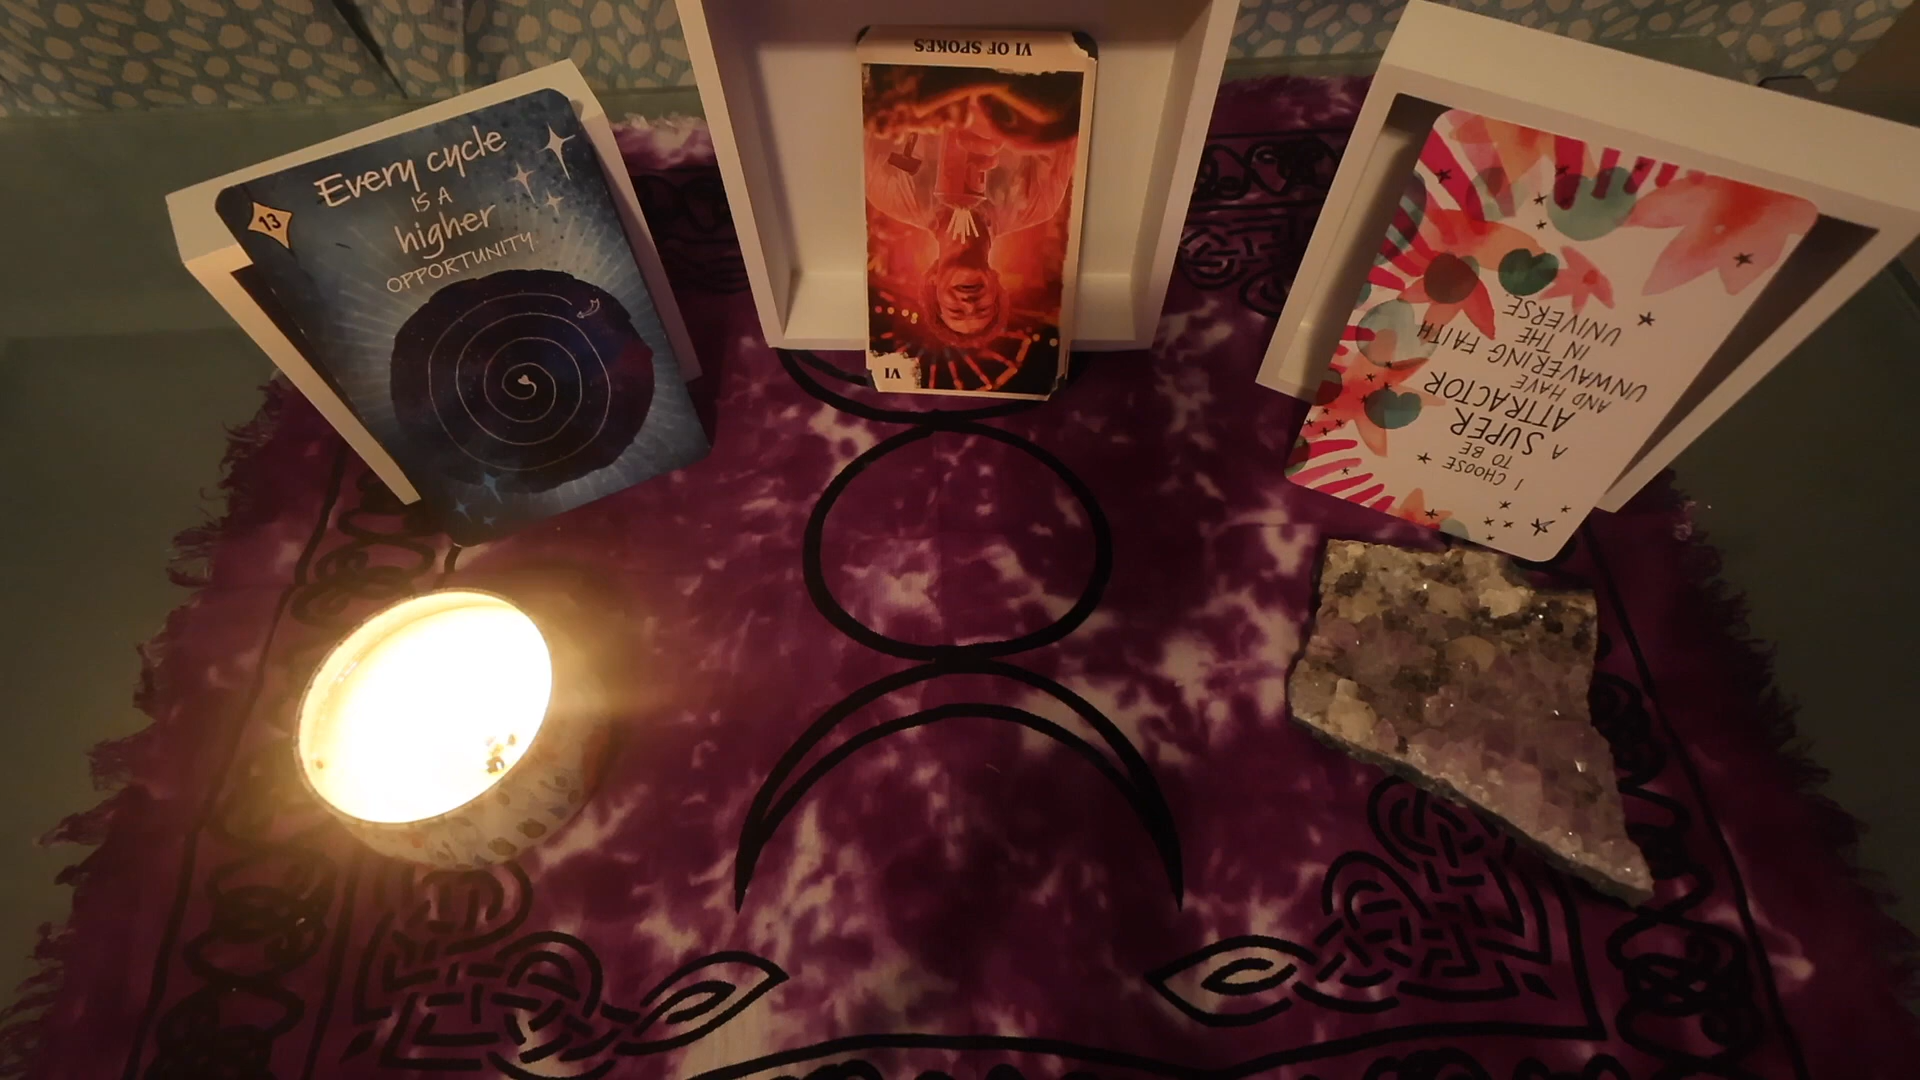 13
Every cycle
IS A
higher
OPPORTUNITY
VI OF SPOKES
VI
I CHOOSE
TO BE
A SUPER
ATTRACTOR
AND HAVE
UNWAVERING FAITH
IN THE
UNIVERSE.